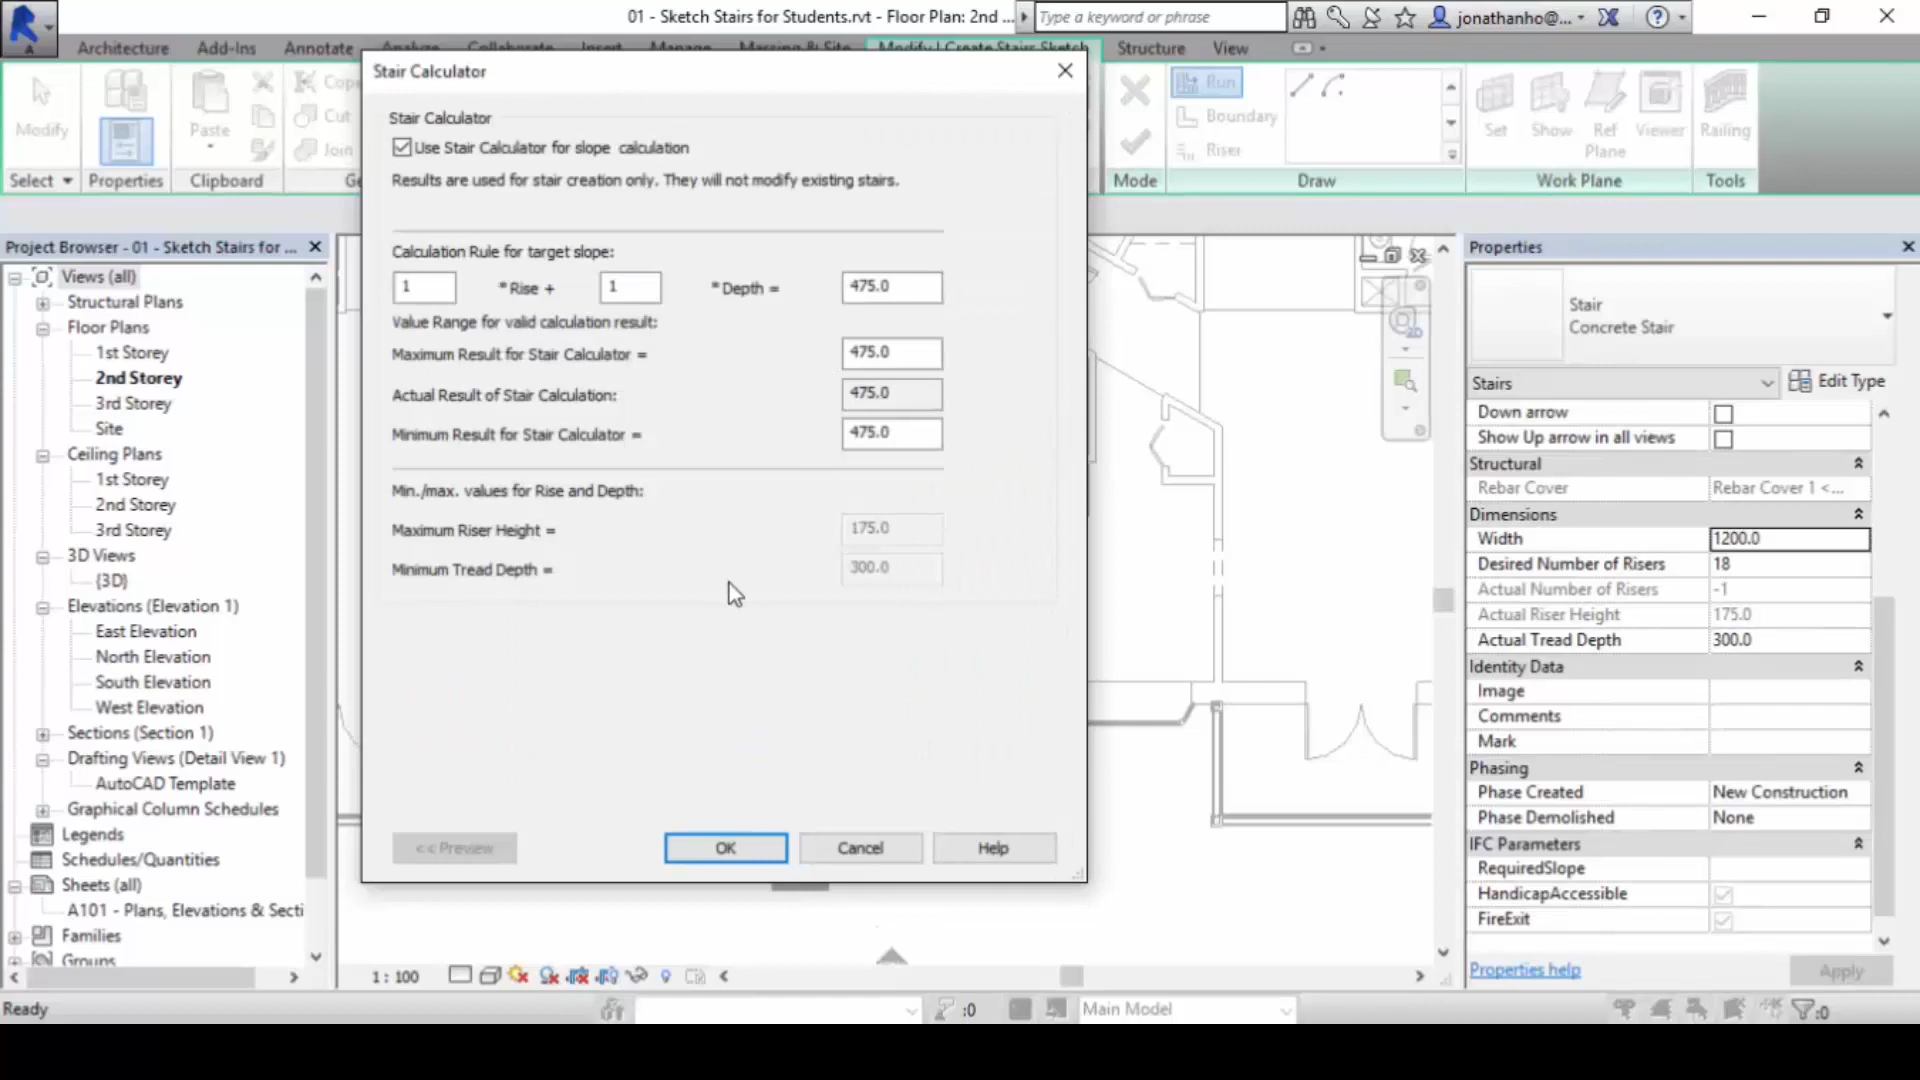 01 - Sketch Stairs for Students.rvt - Floor Plan: 2nd ...
Type a keyword or phrase
jonathanho@...
Architecture
Add-Ins
Annotate
Analyze
Collaborate
Insert
Manage
Massing & Site
Modify | Create Stairs Sketch
Structure
View
Modify
Paste
Cut
Join
Run
Boundary
Riser
Set
Show
Ref
Plane
Viewer
Railing
Select
Properties
Clipboard
Mode
Draw
Work Plane
Tools
Project Browser - 01 - Sketch Stairs for ...
Views (all)
Structural Plans
Floor Plans
1st Storey
2nd Storey
3rd Storey
Site
Ceiling Plans
1st Storey
2nd Storey
3rd Storey
3D Views
{3D}
Elevations (Elevation 1)
East Elevation
North Elevation
South Elevation
West Elevation
Sections (Section 1)
Drafting Views (Detail View 1)
AutoCAD Template
Graphical Column Schedules
Legends
Schedules/Quantities
Sheets (all)
A101 - Plans, Elevations & Secti
Families
Groups
Stair Calculator
Stair Calculator
Use Stair Calculator for slope calculation
Results are used for stair creation only. They will not modify existing stairs.
Calculation Rule for target slope:
1 * Rise + 1 * Depth = 475.0
Value Range for valid calculation result:
Maximum Result for Stair Calculator = 475.0
Actual Result of Stair Calculation: 475.0
Minimum Result for Stair Calculator = 475.0
Min./max. values for Rise and Depth:
Maximum Riser Height = 175.0
Minimum Tread Depth = 300.0
<< Preview
OK
Cancel
Help
Properties
Stair
Concrete Stair
Stairs
Edit Type
Down arrow
Show Up arrow in all views
Structural
Rebar Cover Rebar Cover 1 <...
Dimensions
Width 1200.0
Desired Number of Risers 18
Actual Number of Risers -1
Actual Riser Height 175.0
Actual Tread Depth 300.0
Identity Data
Image
Comments
Mark
Phasing
Phase Created New Construction
Phase Demolished None
IFC Parameters
RequiredSlope
HandicapAccessible
FireExit
Properties help
Apply
1 : 100
Ready
:0
Main Model
:0